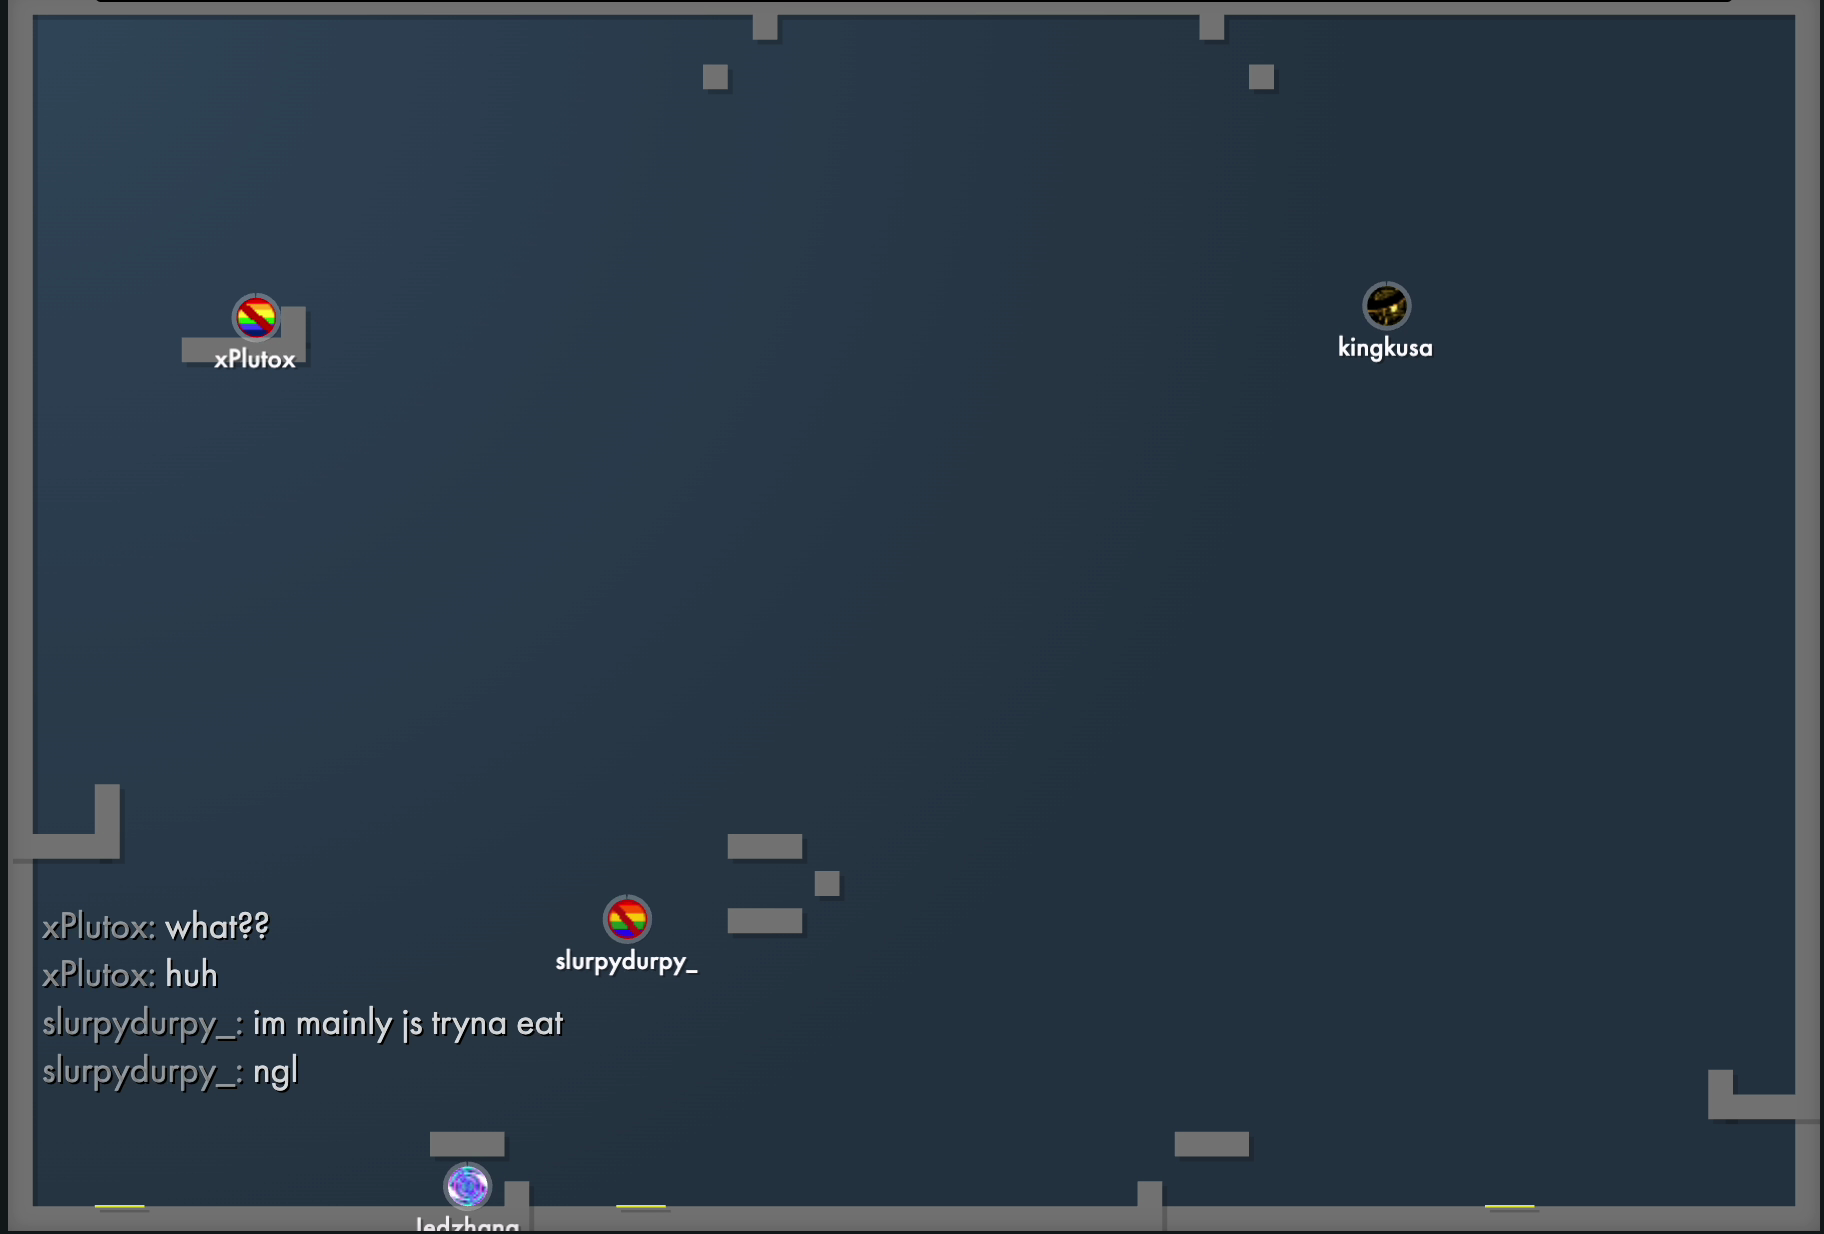 xPlutox
kingkusa
slurpydurpy_
xPlutox: what??
xPlutox: huh
slurpydurpy_: im mainly js tryna eat
slurpydurpy_: ngl